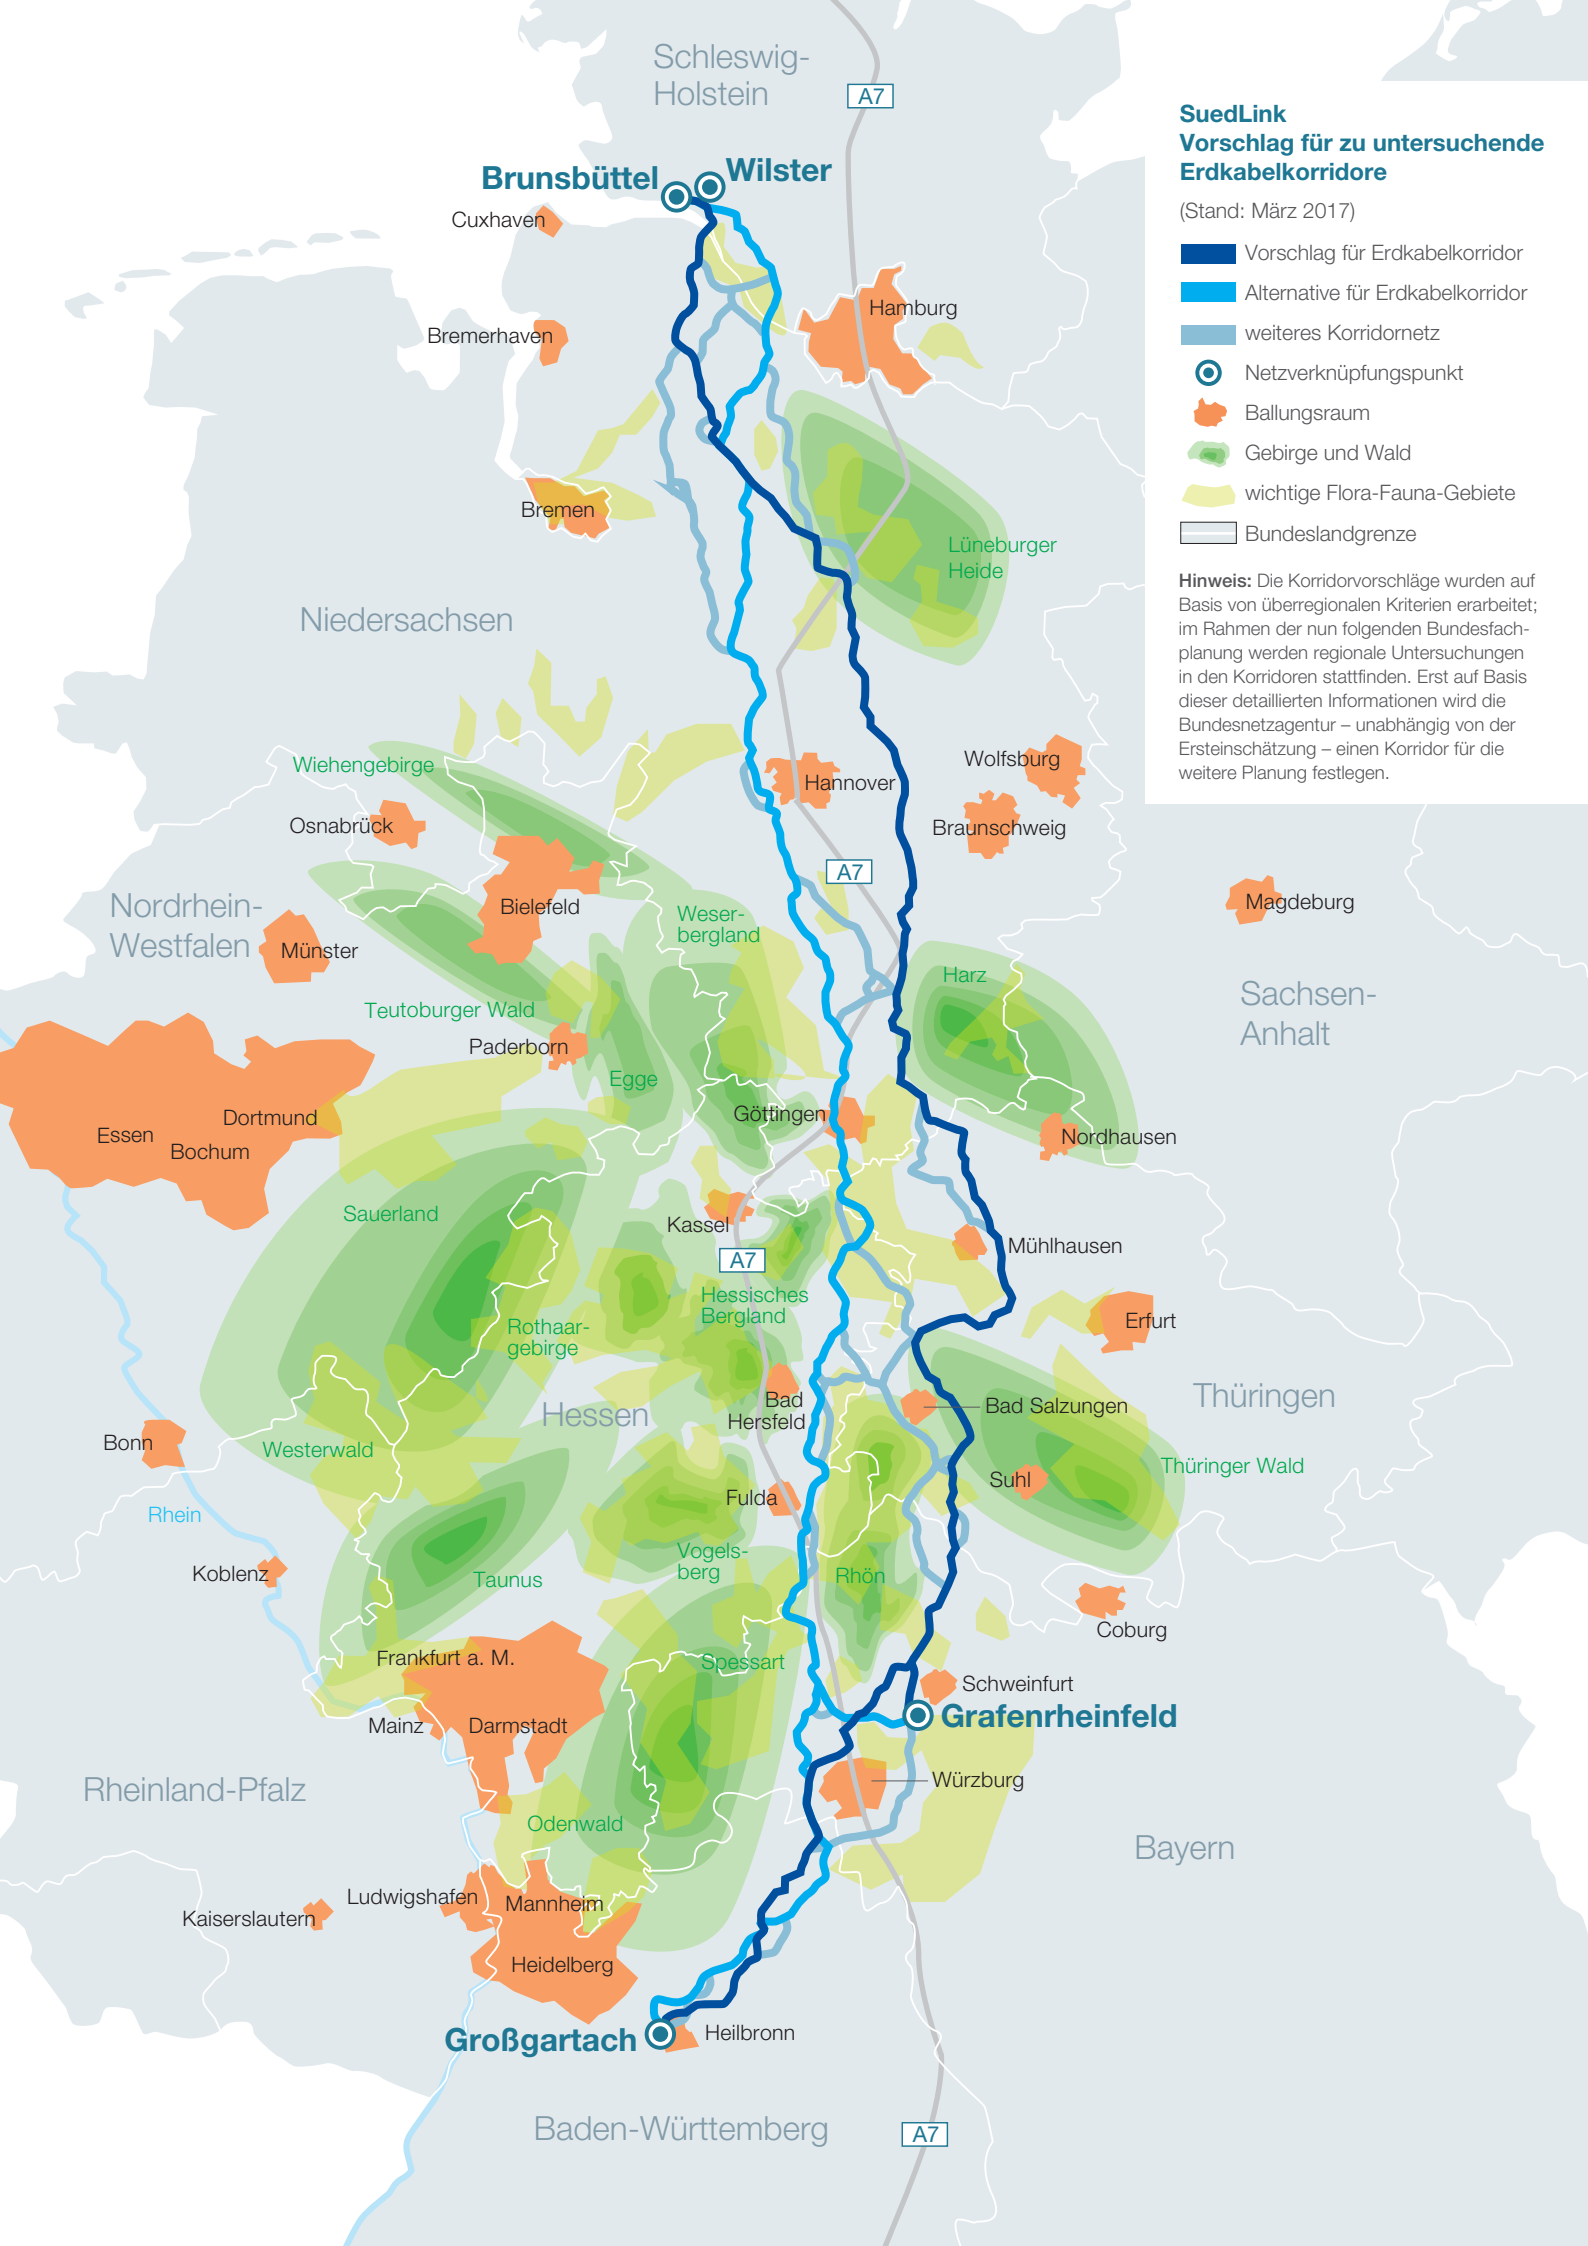 Schleswig-
Holstein
A7
SuedLink
Vorschlag für zu untersuchende
Erdkabelkorridore
(Stand: März 2017)
Vorschlag für Erdkabelkorridor
Alternative für Erdkabelkorridor
weiteres Korridornetz
Netzverknüpfungspunkt
Ballungsraum
Gebirge und Wald
wichtige Flora-Fauna-Gebiete
Bundeslandgrenze
Hinweis: Die Korridorvorschläge wurden auf
Basis von überregionalen Kriterien erarbeitet;
im Rahmen der nun folgenden Bundesfach-
planung werden regionale Untersuchungen
in den Korridoren stattfinden. Erst auf Basis
dieser detaillierten Informationen wird die
Bundesnetzagentur – unabhängig von der
Ersteinschätzung – einen Korridor für die
weitere Planung festlegen.
Brunsbüttel
Wilster
Cuxhaven
Hamburg
Bremerhaven
Bremen
Lüneburger
Heide
Niedersachsen
Wiehengebirge
Wolfsburg
Hannover
Osnabrück
Braunschweig
A7
Nordrhein-
Westfalen
Bielefeld
Weser-
bergland
Magdeburg
Münster
Harz
Sachsen-
Anhalt
Teutoburger Wald
Paderborn
Egge
Göttingen
Dortmund
Essen
Bochum
Nordhausen
Sauerland
Kassel
Mühlhausen
A7
Hessisches
Bergland
Rothaar-
gebirge
Erfurt
Thüringen
Bad
Hersfeld
Hessen
Bad Salzungen
Bonn
Westerwald
Thüringer Wald
Suhl
Fulda
Rhein
Vogels-
berg
Koblenz
Taunus
Rhön
Coburg
Frankfurt a. M.
Spessart
Schweinfurt
Grafenrheinfeld
Mainz
Darmstadt
Würzburg
Rheinland-Pfalz
Odenwald
Bayern
Ludwigshafen
Mannheim
Kaiserslautern
Heidelberg
Großgartach
Heilbronn
Baden-Württemberg
A7